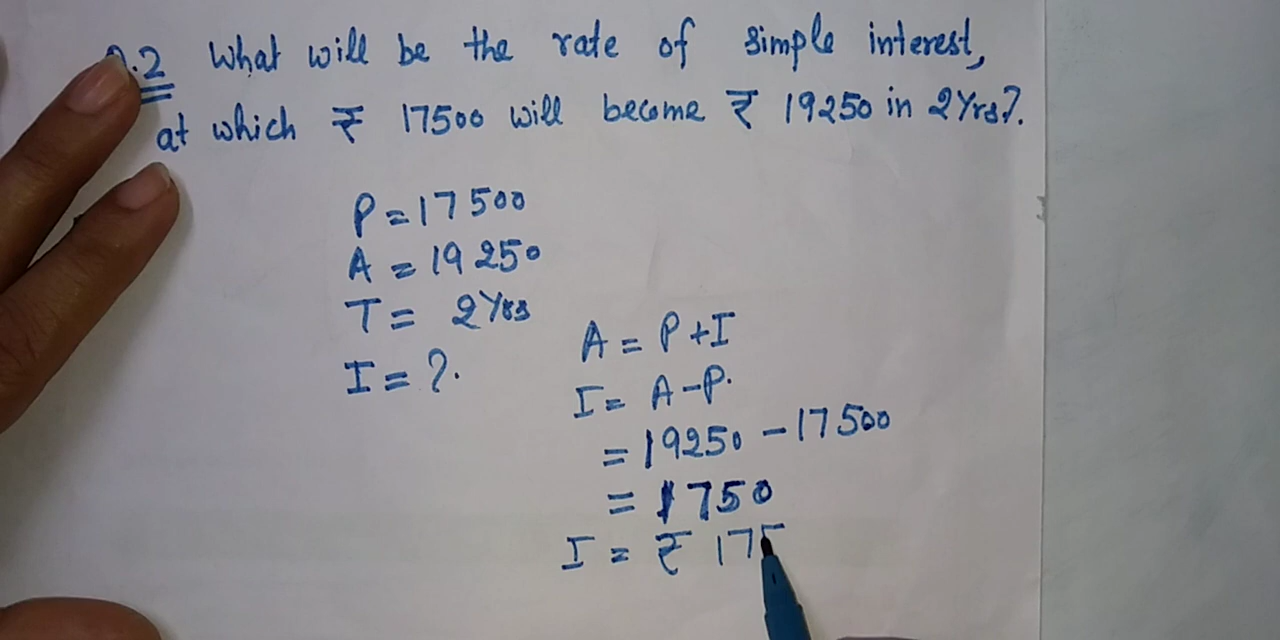 Q.2 What will be the rate of simple interest,
at which ₹ 17500 will become ₹ 19250 in 2Yrs?.
P = 17500
A = 19250
T = 2Yrs
I = ?.
A = P+I
I = A-P.
= 19250 - 17500
= 1750
I = ₹ 175